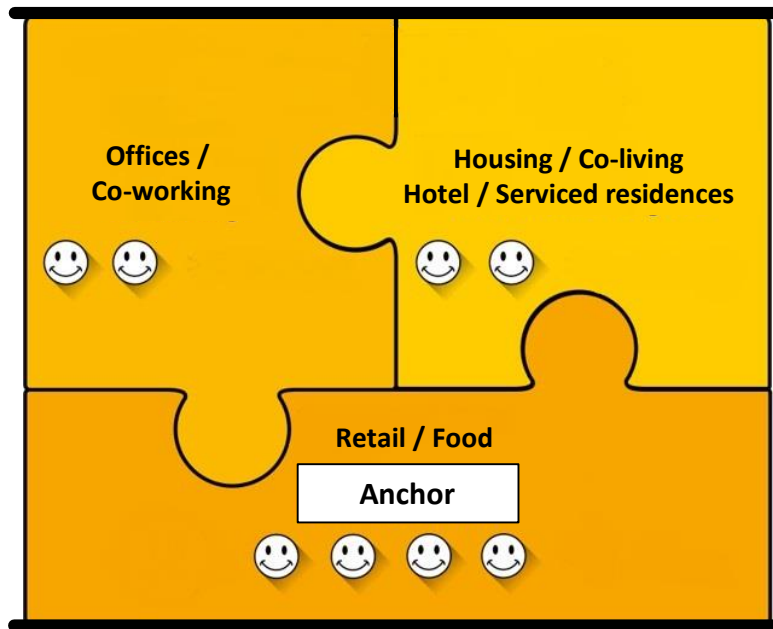 Offices /
Co-working
Housing / Co-living
Hotel / Serviced residences
Retail / Food
Anchor